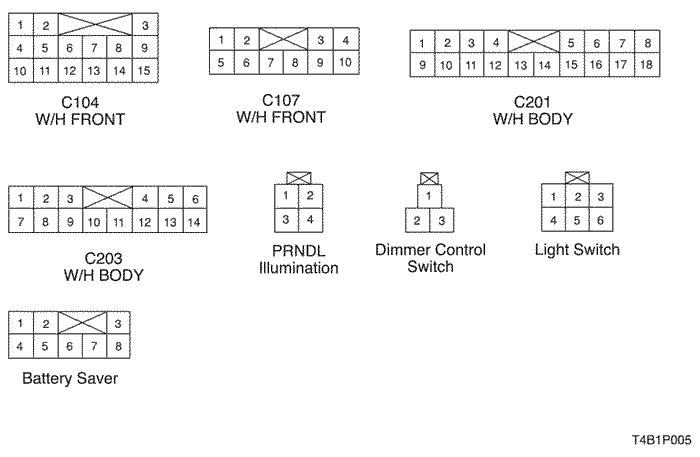 1 2 3
4 5 6 7 8 9
10 11 12 13 14 15
C104
W/H FRONT
1 2 3 4
5 6 7 8 9 10
C107
W/H FRONT
1 2 3 4 5 6 7 8
9 10 11 12 13 14 15 16 17 18
C201
W/H BODY
1 2 3 4 5 6
7 8 9 10 11 12 13 14
C203
W/H BODY
1 2
3 4
PRNDL
Illumination
1
2 3
Dimmer Control
Switch
1 2 3
4 5 6
Light Switch
1 2 3
4 5 6 7 8
Battery Saver
T4B1P005